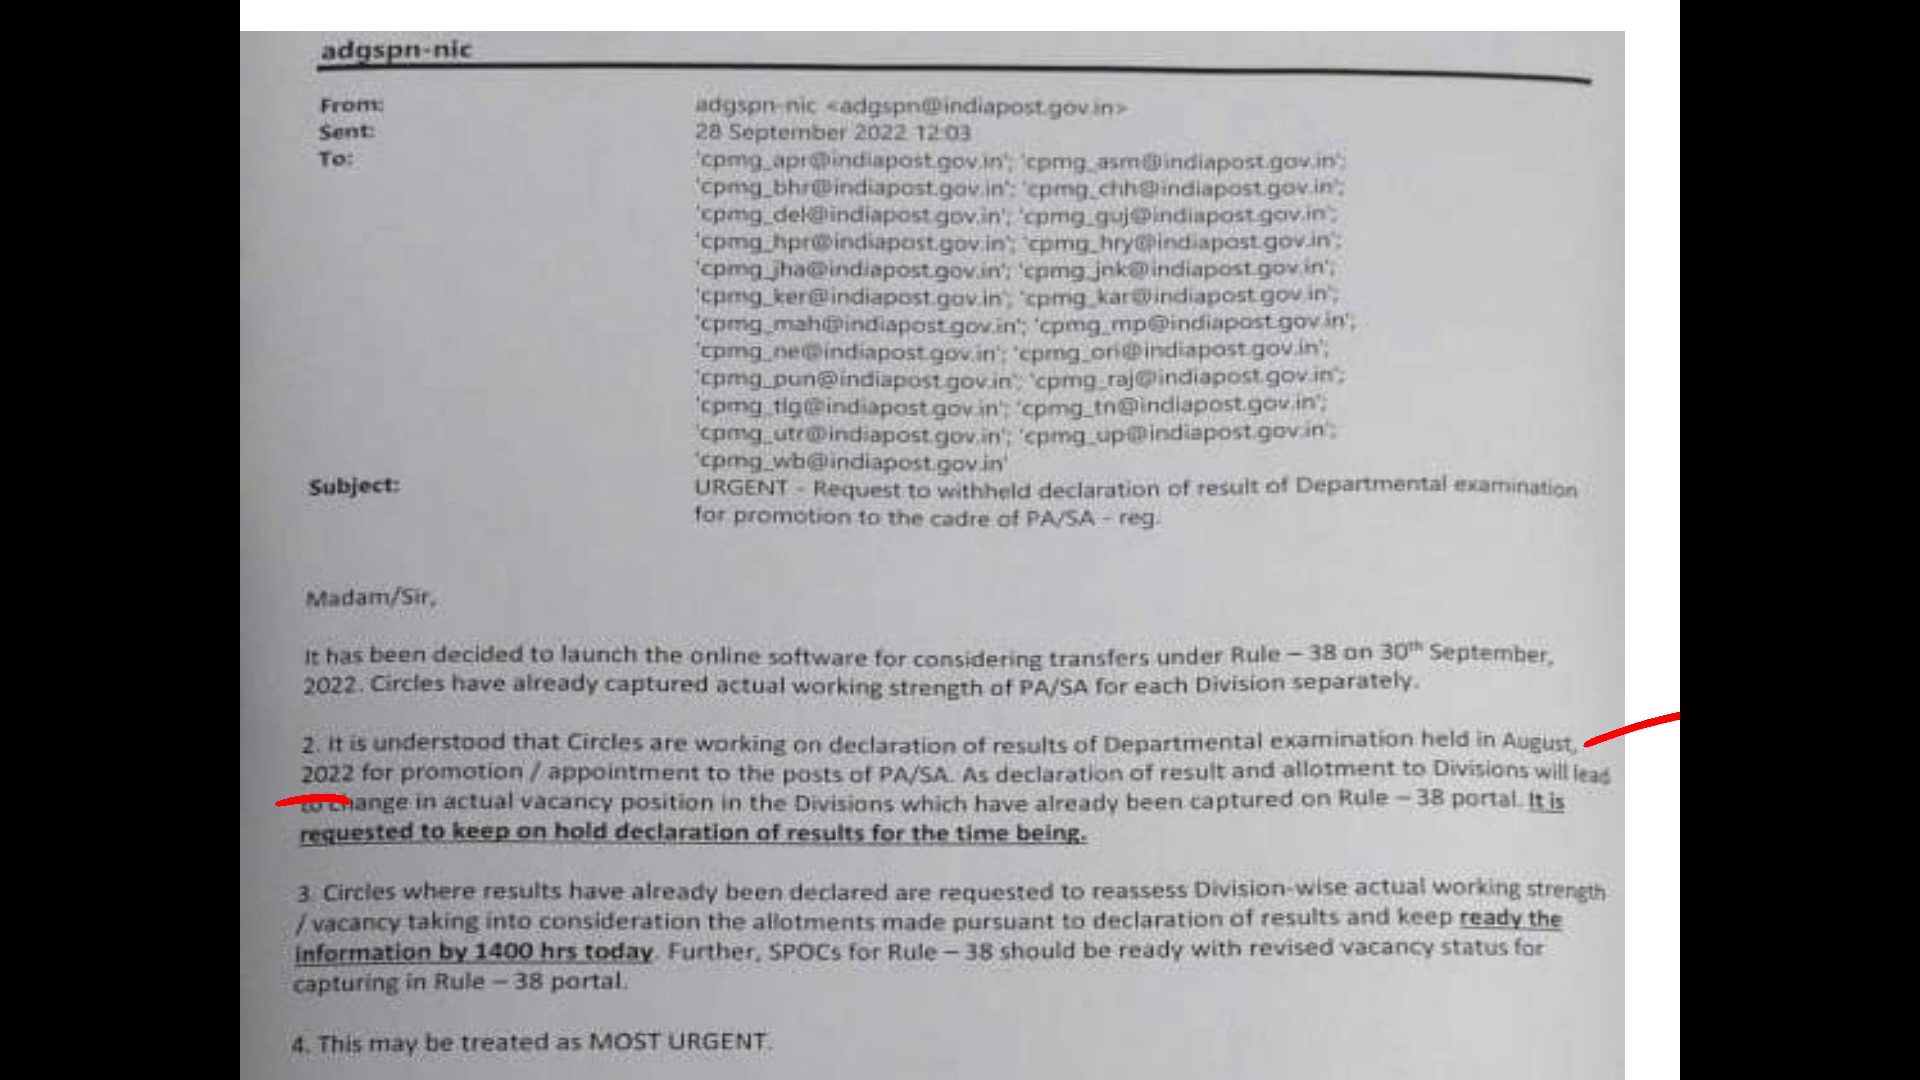 adgspn-nic
From: adgspn-nic <adgspn@indiapost.gov.in>
Sent: 28 September 2022 12:03
To: 'cpmg_apr@indiapost.gov.in'; 'cpmg_asm@indiapost.gov.in';
'cpmg_bhr@indiapost.gov.in'; 'cpmg_chh@indiapost.gov.in';
'cpmg_del@indiapost.gov.in'; 'cpmg_guj@indiapost.gov.in';
'cpmg_hpr@indiapost.gov.in'; 'cpmg_hry@indiapost.gov.in';
'cpmg_jha@indiapost.gov.in'; 'cpmg_jnk@indiapost.gov.in';
'cpmg_ker@indiapost.gov.in'; 'cpmg_kar@indiapost.gov.in';
'cpmg_mah@indiapost.gov.in'; 'cpmg_mp@indiapost.gov.in';
'cpmg_ne@indiapost.gov.in'; 'cpmg_ori@indiapost.gov.in';
'cpmg_pun@indiapost.gov.in'; 'cpmg_raj@indiapost.gov.in';
'cpmg_tlg@indiapost.gov.in'; 'cpmg_tn@indiapost.gov.in';
'cpmg_utr@indiapost.gov.in'; 'cpmg_up@indiapost.gov.in';
'cpmg_wb@indiapost.gov.in'
Subject: URGENT - Request to withheld declaration of result of Departmental examination
for promotion to the cadre of PA/SA - reg.
Madam/Sir,
It has been decided to launch the online software for considering transfers under Rule – 38 on 30th September,
2022. Circles have already captured actual working strength of PA/SA for each Division separately.
2. It is understood that Circles are working on declaration of results of Departmental examination held in August,
2022 for promotion / appointment to the posts of PA/SA. As declaration of result and allotment to Divisions will lead
to change in actual vacancy position in the Divisions which have already been captured on Rule – 38 portal. It is
requested to keep on hold declaration of results for the time being.
3. Circles where results have already been declared are requested to reassess Division-wise actual working strength
/ vacancy taking into consideration the allotments made pursuant to declaration of results and keep ready the
information by 1400 hrs today. Further, SPOCs for Rule – 38 should be ready with revised vacancy status for
capturing in Rule – 38 portal.
4. This may be treated as MOST URGENT.